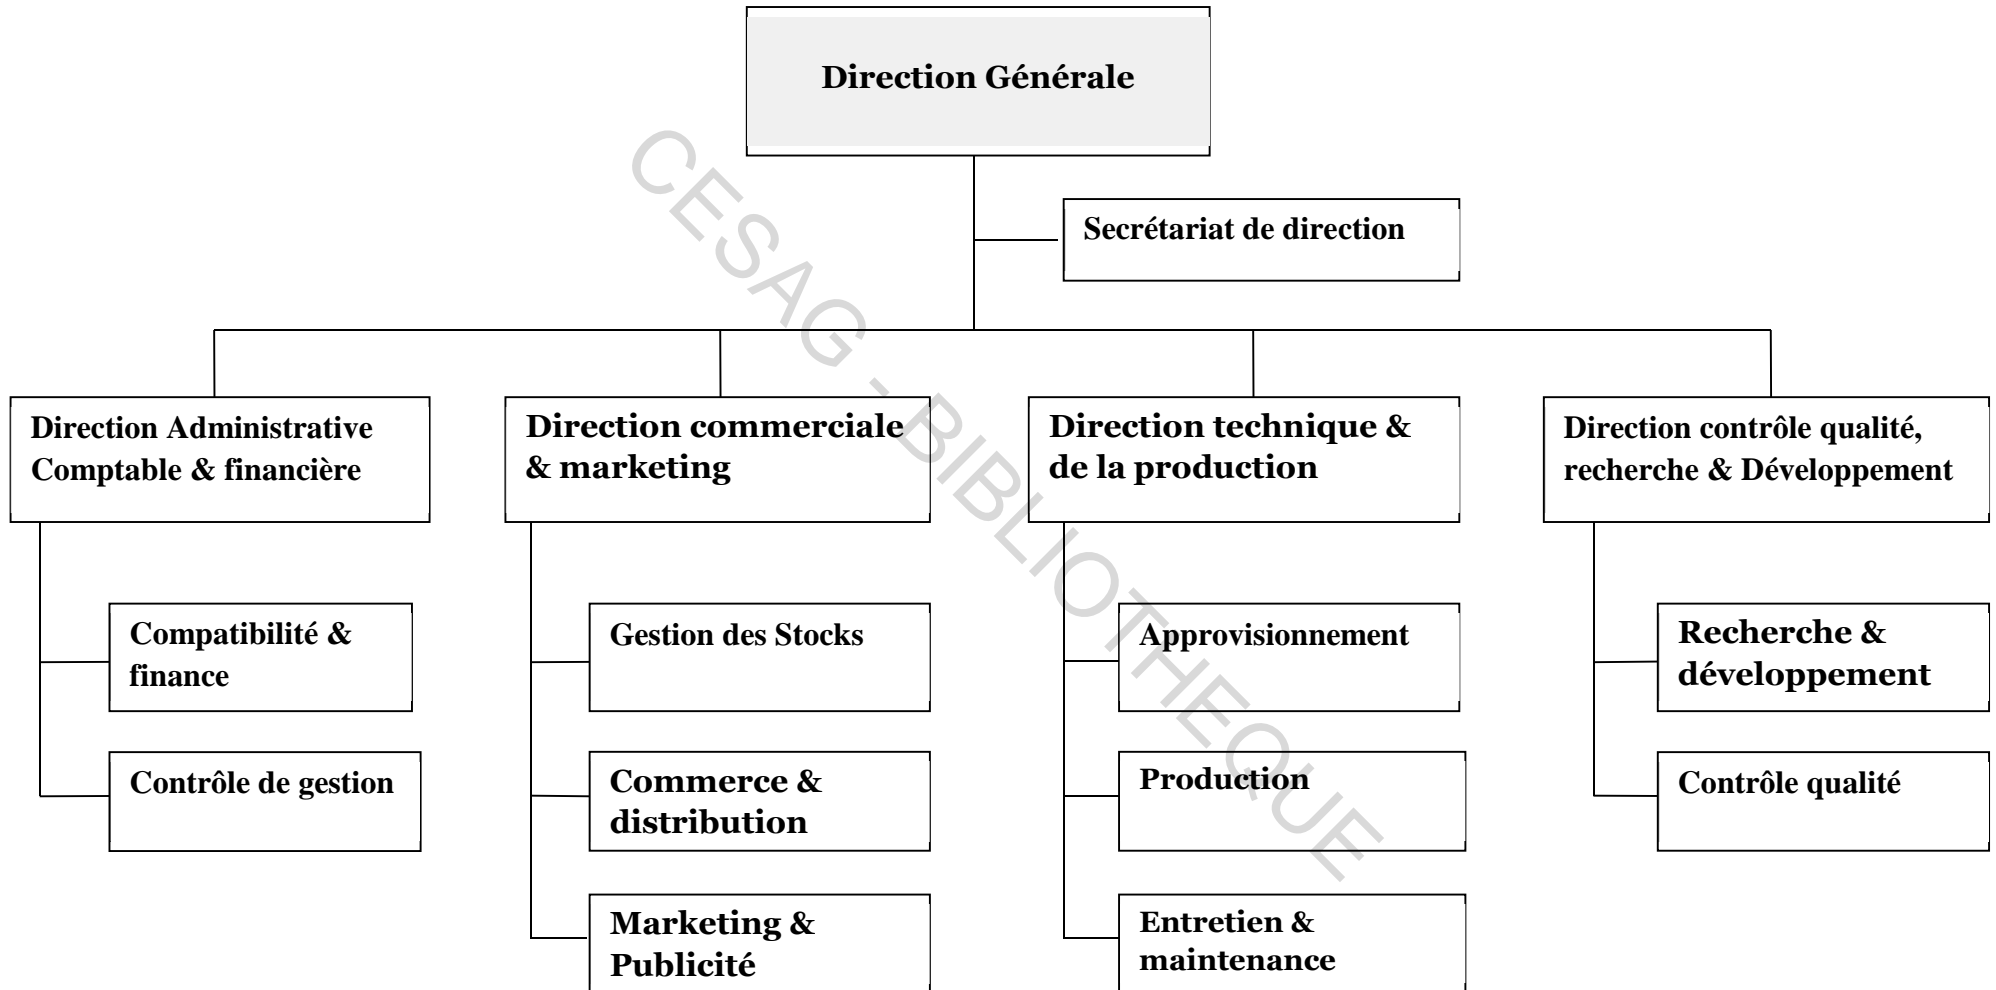 Direction Générale
Secrétariat de direction
Direction Administrative
Comptable & financière
Direction commerciale
& marketing
Direction technique &
de la production
Direction contrôle qualité,
recherche & Développement
Compatibilité &
finance
Gestion des Stocks
Approvisionnement
Recherche &
développement
Contrôle de gestion
Commerce &
distribution
Production
Contrôle qualité
Marketing &
Publicité
Entretien &
maintenance
CESAG - BIBLIOTHEQUE